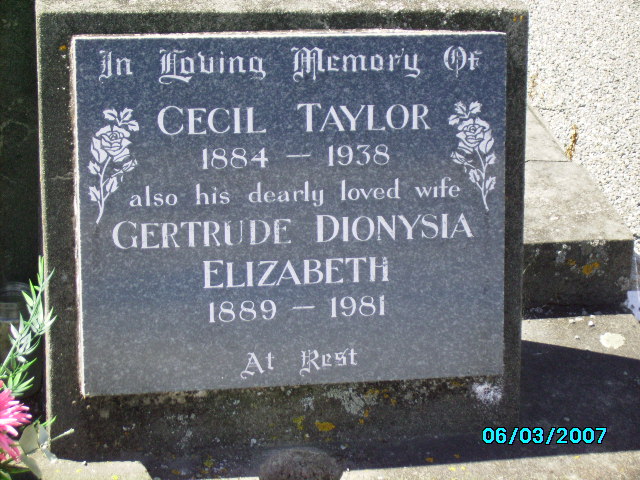 In Loving Memory Of
CECIL TAYLOR
1884 — 1938
also his dearly loved wife
GERTRUDE DIONYSIA
ELIZABETH
1889 — 1981
At Rest
06/03/2007